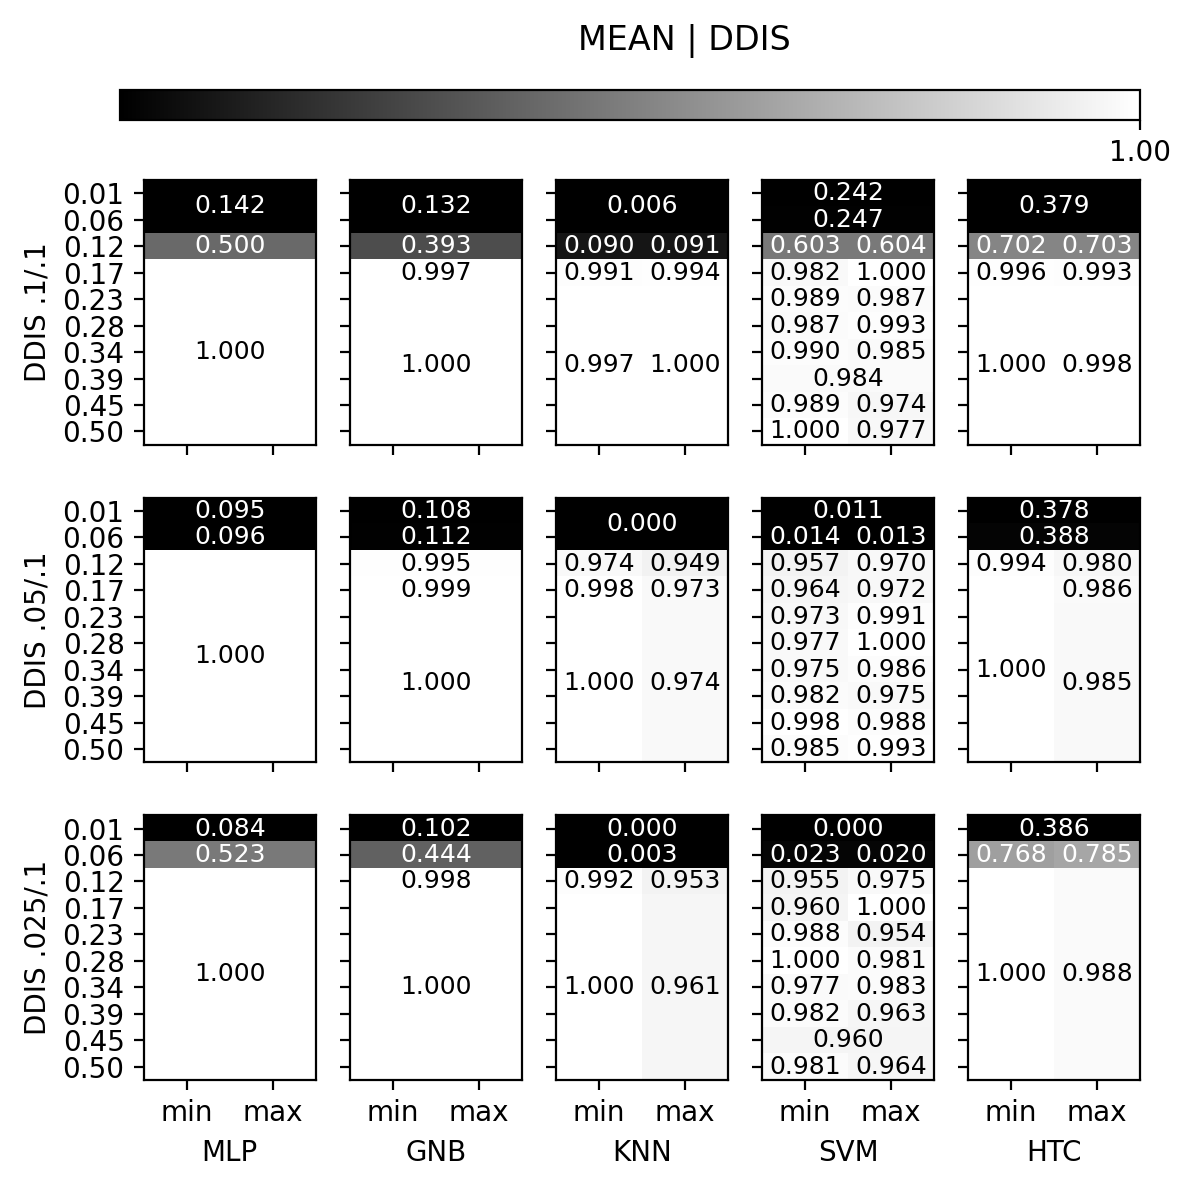 MEAN | DDIS
1.00
DDIS .1/.1
0.01 0.142 0.132 0.006 0.242 0.379
0.06 0.247
0.12 0.500 0.393 0.090 0.091 0.603 0.604 0.702 0.703
0.17 0.997 0.991 0.994 0.982 1.000 0.996 0.993
0.23 0.989 0.987
0.28 0.987 0.993
0.34 1.000 1.000 0.997 1.000 0.990 0.985 1.000 0.998
0.39 0.984
0.45 0.989 0.974
0.50 1.000 0.977
DDIS .05/.1
0.01 0.095 0.108 0.000 0.011 0.378
0.06 0.096 0.112 0.014 0.013 0.388
0.12 0.995 0.974 0.949 0.957 0.970 0.994 0.980
0.17 0.999 0.998 0.973 0.964 0.972 0.986
0.23 0.973 0.991
0.28 1.000 0.977 1.000
0.34 1.000 1.000 0.974 0.975 0.986 1.000 0.985
0.39 0.982 0.975
0.45 0.998 0.988
0.50 0.985 0.993
DDIS .025/.1
0.01 0.084 0.102 0.000 0.000 0.386
0.06 0.523 0.444 0.003 0.023 0.020 0.768 0.785
0.12 0.998 0.992 0.953 0.955 0.975
0.17 0.960 1.000
0.23 0.988 0.954
0.28 1.000 1.000 0.981 1.000 0.988
0.34 1.000 1.000 0.961 0.977 0.983
0.39 0.982 0.963
0.45 0.960
0.50 0.981 0.964
min max min max min max min max min max
MLP GNB KNN SVM HTC